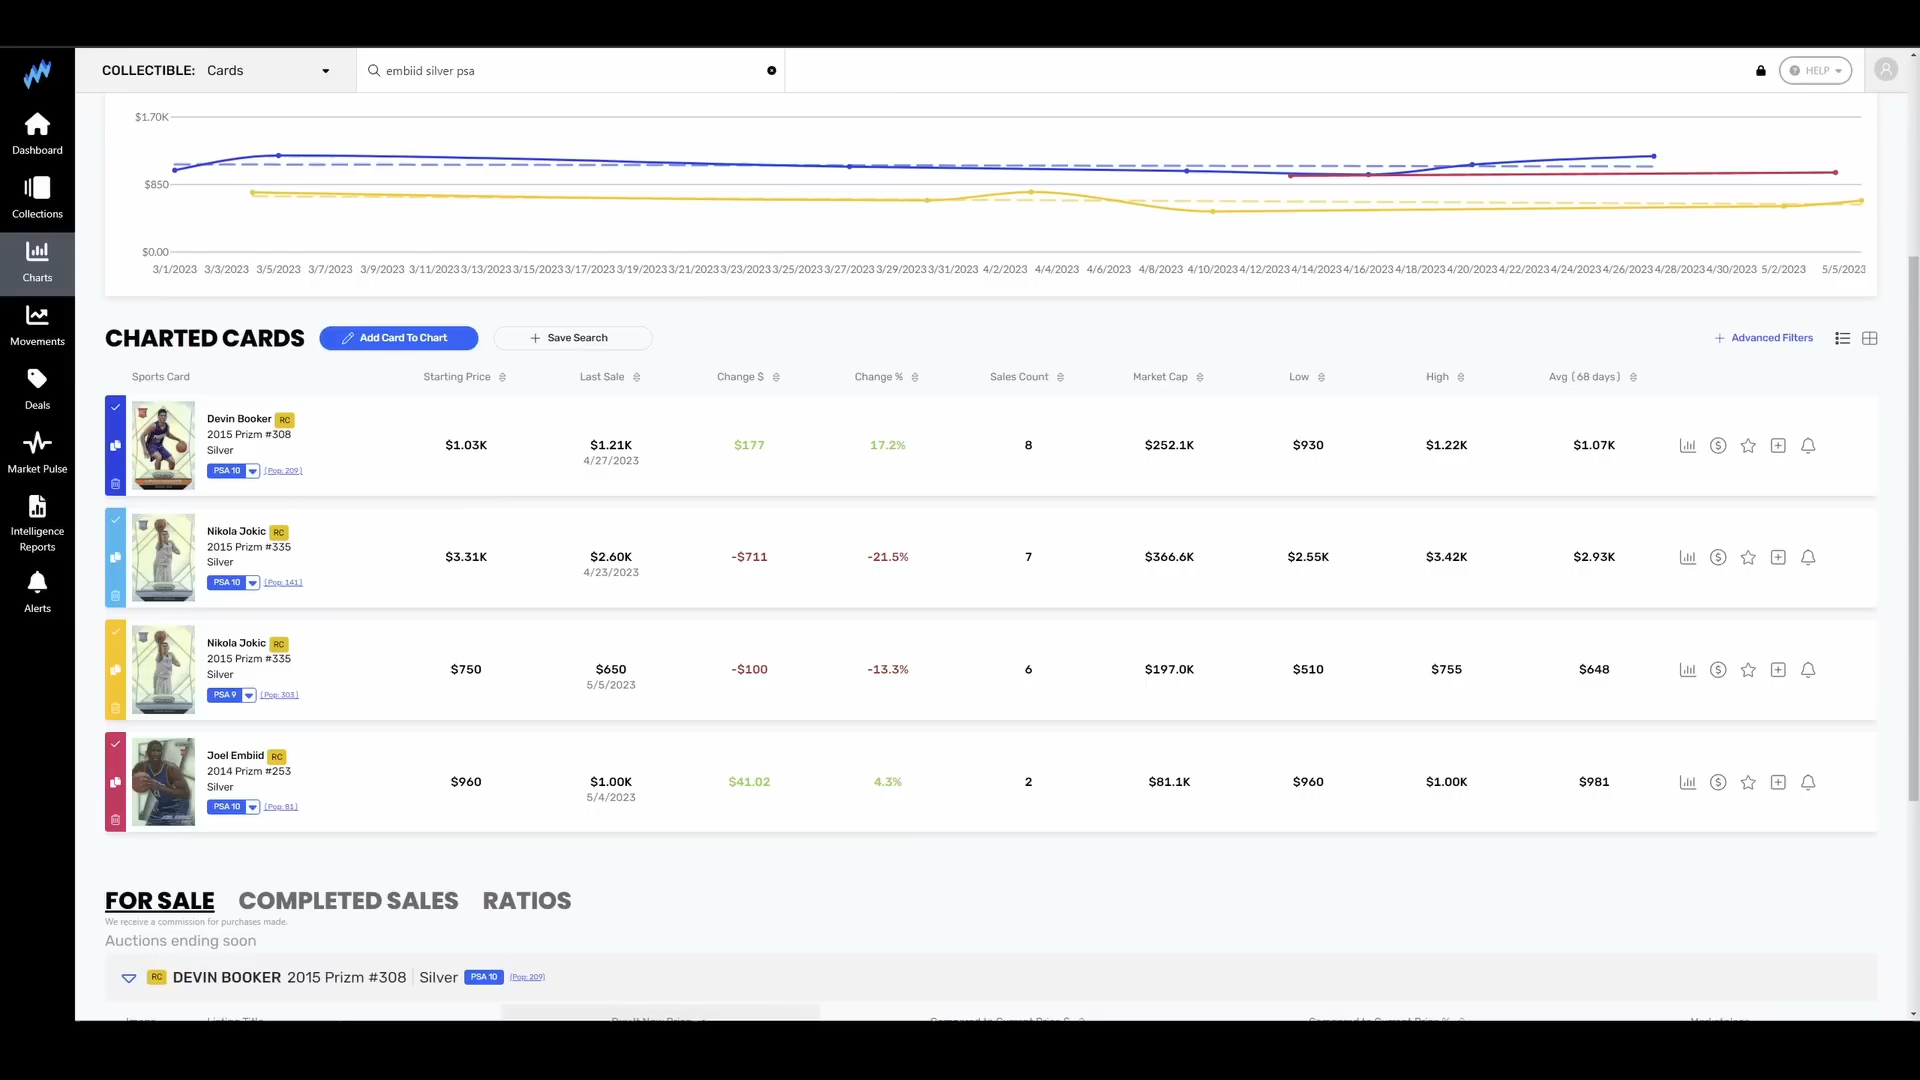 COLLECTIBLE: Cards
embiid silver psa
HELP
Dashboard
Collections
Charts
Movements
Deals
Market Pulse
Intelligence
Reports
Alerts
$1.70K
$850
$0.00
3/1/2023 3/3/2023 3/5/2023 3/7/2023 3/9/2023 3/11/2023 3/13/2023 3/15/2023 3/17/2023 3/19/2023 3/21/2023 3/23/2023 3/25/2023 3/27/2023 3/29/2023 3/31/2023 4/2/2023 4/4/2023 4/6/2023 4/8/2023 4/10/2023 4/12/2023 4/14/2023 4/16/2023 4/18/2023 4/20/2023 4/22/2023 4/24/2023 4/26/2023 4/28/2023 4/30/2023 5/2/2023 5/5/2023
CHARTED CARDS Add Card To Chart Save Search Advanced Filters
Sports Card Starting Price Last Sale Change $ Change % Sales Count Market Cap Low High Avg (68 days)
Devin Booker RC
2015 Prizm #308
Silver
PSA 10 (Pop: 209)
$1.03K $1.21K $177 17.2% 8 $252.1K $930 $1.22K $1.07K
4/27/2023
Nikola Jokic RC
2015 Prizm #335
Silver
PSA 10 (Pop: 141)
$3.31K $2.60K -$711 -21.5% 7 $366.6K $2.55K $3.42K $2.93K
4/23/2023
Nikola Jokic RC
2015 Prizm #335
Silver
PSA 9 (Pop: 303)
$750 $650 -$100 -13.3% 6 $197.0K $510 $755 $648
5/5/2023
Joel Embiid RC
2014 Prizm #253
Silver
PSA 10 (Pop: 81)
$960 $1.00K $41.02 4.3% 2 $81.1K $960 $1.00K $981
5/4/2023
FOR SALE COMPLETED SALES RATIOS
We receive a commission for purchases made.
Auctions ending soon
RC DEVIN BOOKER 2015 Prizm #308 Silver PSA 10 (Pop: 209)